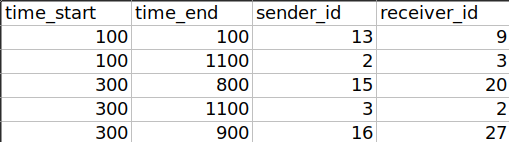 time_start time_end sender_id receiver_id
100 100 13 9
100 1100 2 3
300 800 15 20
300 1100 3 2
300 900 16 27